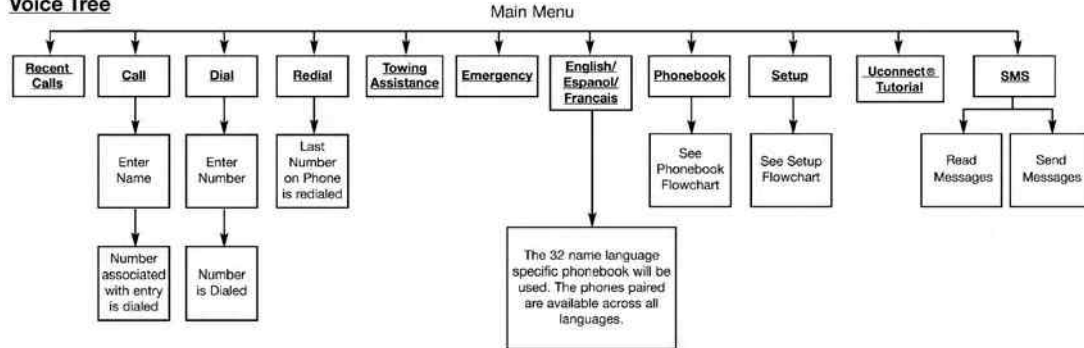 Voice Tree
Main Menu
Recent
Calls
Call
Dial
Redial
Towing
Assistance
Emergency
English/
Espanol/
Francais
Phonebook
Setup
Uconnect®
Tutorial
SMS
Enter
Name
Enter
Number
Last
Number
on Phone
is redialed
See
Phonebook
Flowchart
See Setup
Flowchart
Read
Messages
Send
Messages
Number
associated
with entry
is dialed
Number
is Dialed
The 32 name language
specific phonebook will be
used. The phones paired
are available across all
languages.